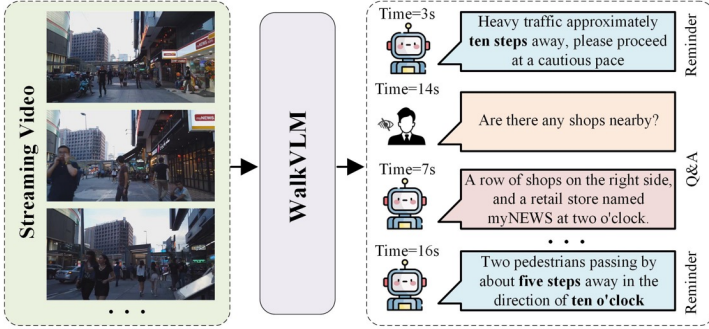 Streaming Video
WalkVLM
Time=3s
Heavy traffic approximately
ten steps away, please proceed
at a cautious pace
Reminder
Time=14s
Are there any shops nearby?
Q&A
Time=7s
A row of shops on the right side,
and a retail store named
myNEWS at two o'clock.
Time=16s
Two pedestrians passing by
about five steps away in the
direction of ten o'clock
Reminder